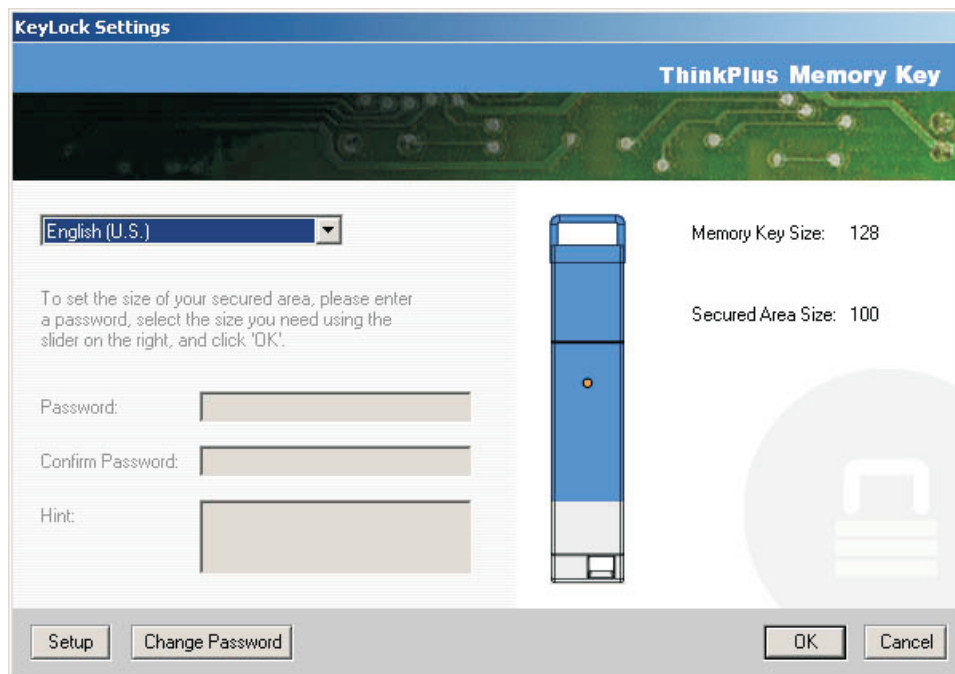 KeyLock Settings
ThinkPlus Memory Key
English (U.S.)
To set the size of your secured area, please enter
a password, select the size you need using the
slider on the right, and click 'OK'.
Password:
Confirm Password:
Hint:
Memory Key Size: 128
Secured Area Size: 100
Setup
Change Password
OK
Cancel